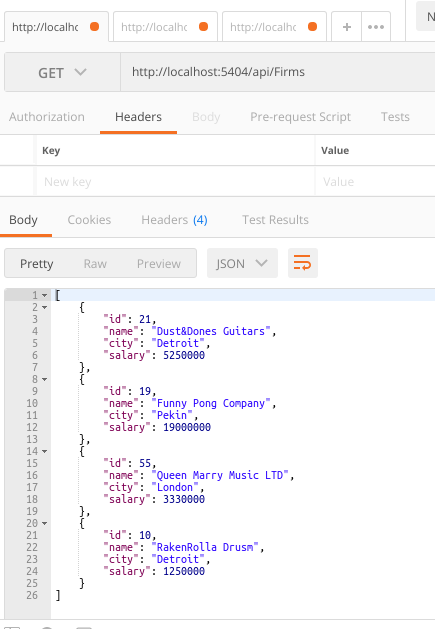 http://localhc http://localhc http://localhc + ••• N
GET http://localhost:5404/api/Firms
Authorization Headers Body Pre-request Script Tests
Key Value
New key Value
Body Cookies Headers (4) Test Results
Pretty Raw Preview JSON
1 [
2 {
3 "id": 21,
4 "name": "Dust&Dones Guitars",
5 "city": "Detroit",
6 "salary": 5250000
7 },
8 {
9 "id": 19,
10 "name": "Funny Pong Company",
11 "city": "Pekin",
12 "salary": 19000000
13 },
14 {
15 "id": 55,
16 "name": "Queen Marry Music LTD",
17 "city": "London",
18 "salary": 3330000
19 },
20 {
21 "id": 10,
22 "name": "RakenRolla Drusm",
23 "city": "Detroit",
24 "salary": 1250000
25 }
26 ]